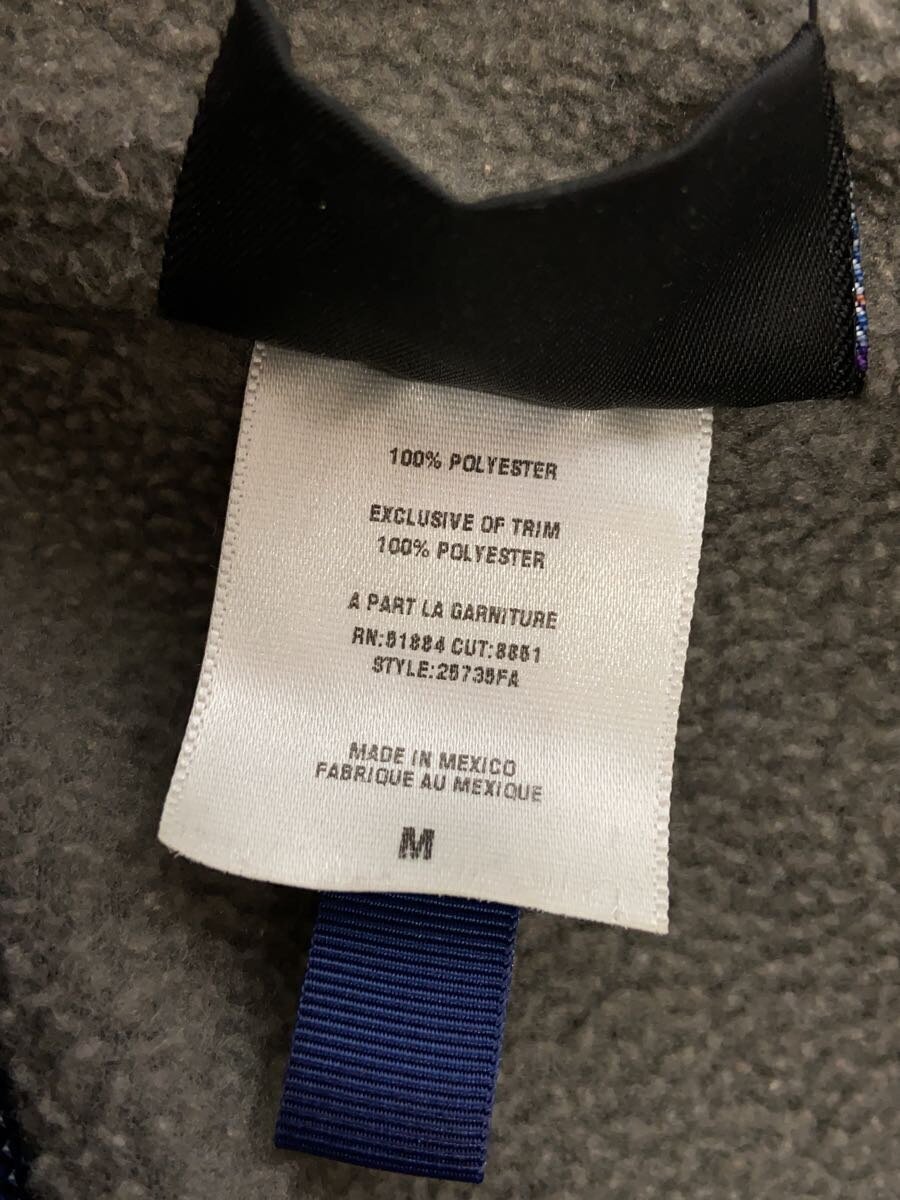 100% POLYESTER
EXCLUSIVE OF TRIM
100% POLYESTER
A PART LA GARNITURE
RN:51884 CUT:8851
STYLE:25735FA
MADE IN MEXICO
FABRIQUE AU MEXIQUE
M